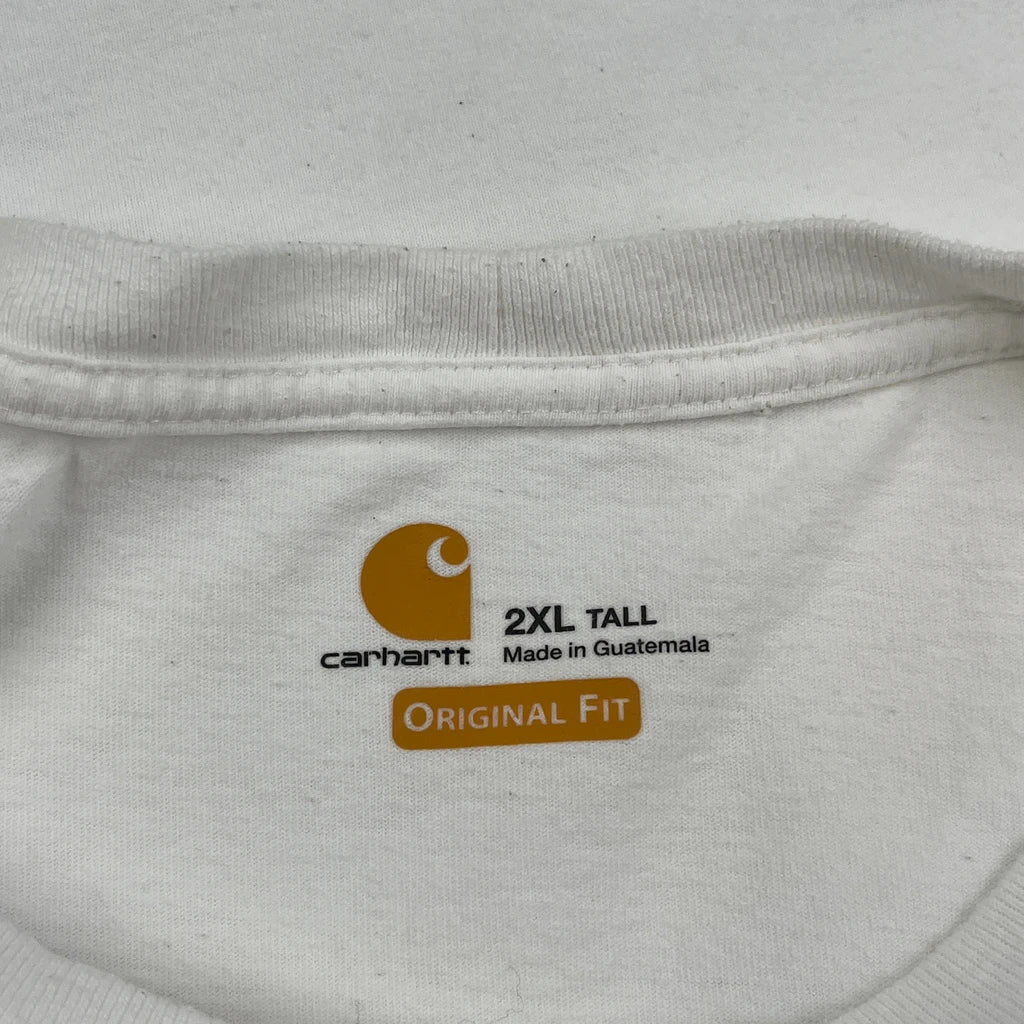 2XL TALL
carhartt.
Made in Guatemala
ORIGINAL FIT